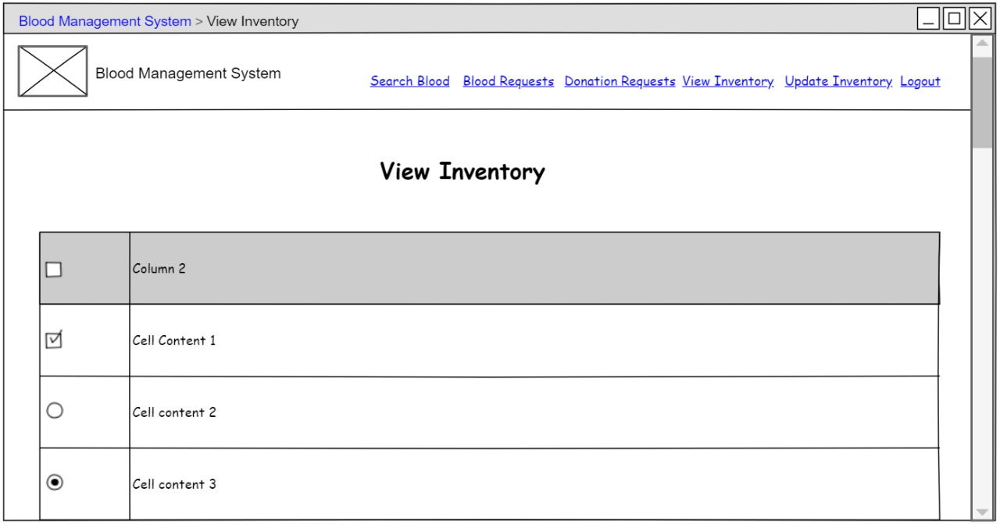 Blood Management System > View Inventory
Blood Management System
Search Blood Blood Requests Donation Requests View Inventory Update Inventory Logout
View Inventory
Column 2
Cell Content 1
Cell content 2
Cell content 3